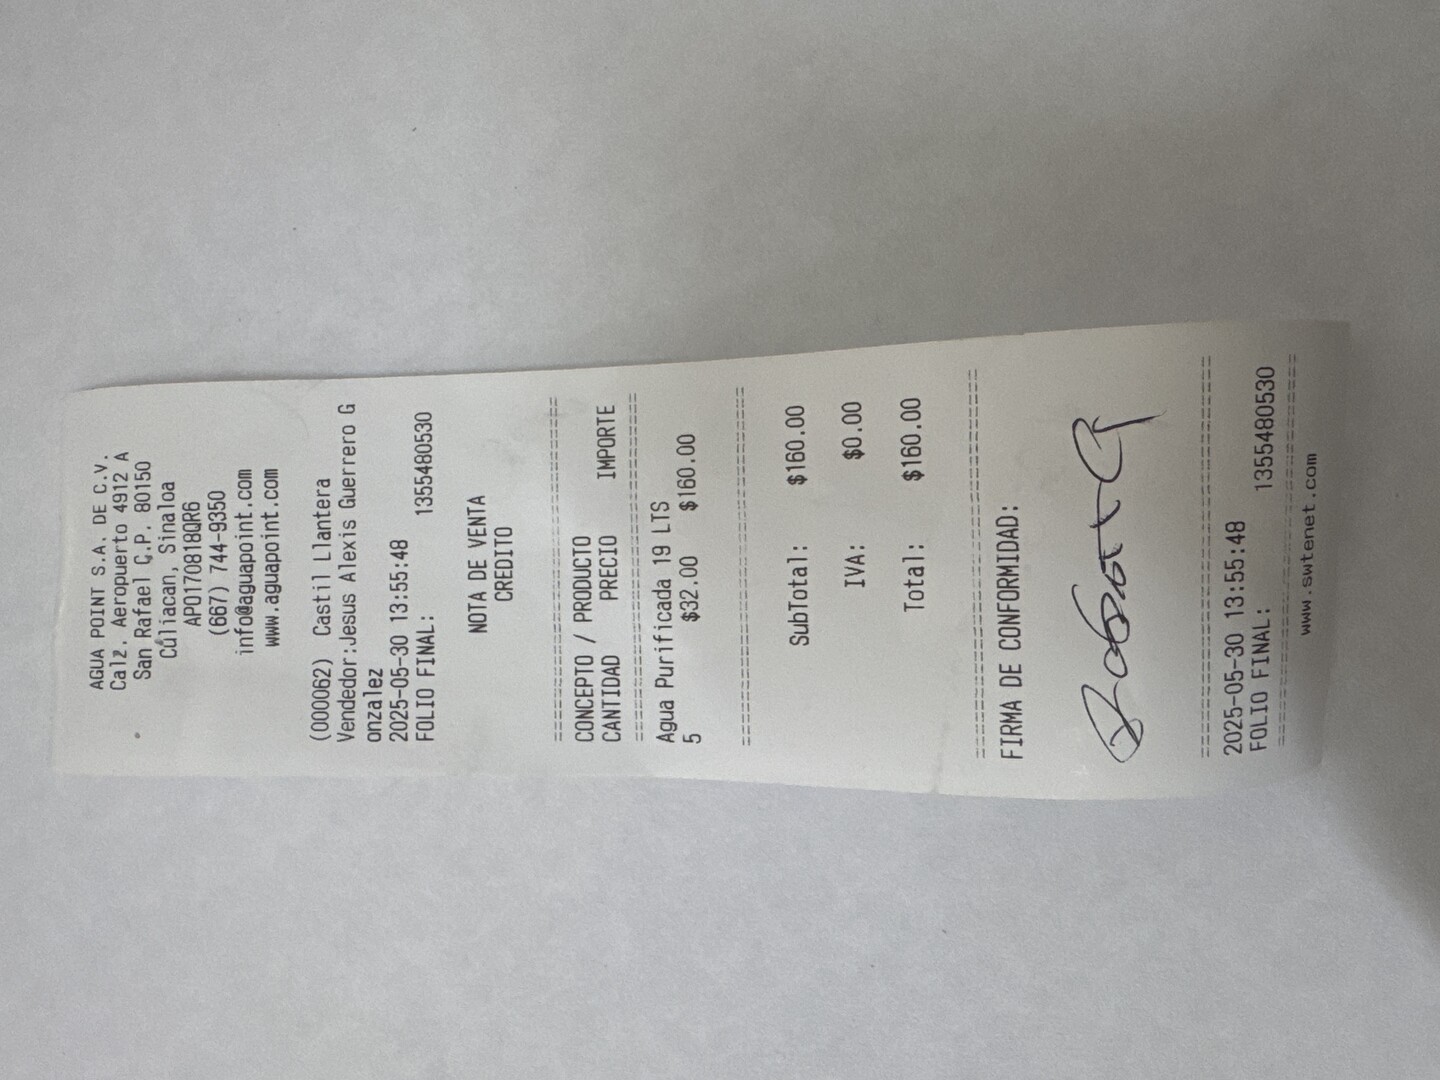 AGUA POINT S.A. DE C.V.
Calz. Aeropuerto 4912 A
San Rafael C.P. 80150
Culiacan, Sinaloa
APO170818QR6
(667) 744-9350
info@aguapoint.com
www.aguapoint.com
(000062) Castil Llantera
Vendedor:Jesus Alexis Guerrero G
onzalez
2025-05-30 13:55:48
FOLIO FINAL: 1355480530
NOTA DE VENTA
CREDITO
================================
CONCEPTO / PRODUCTO
CANTIDAD PRECIO IMPORTE
================================
Agua Purificada 19 LTS
5 $32.00 $160.00
================================
SubTotal: $160.00
IVA: $0.00
Total: $160.00
================================
FIRMA DE CONFORMIDAD:
================================
2025-05-30 13:55:48
FOLIO FINAL: 1355480530
================================
www.swtenet.com